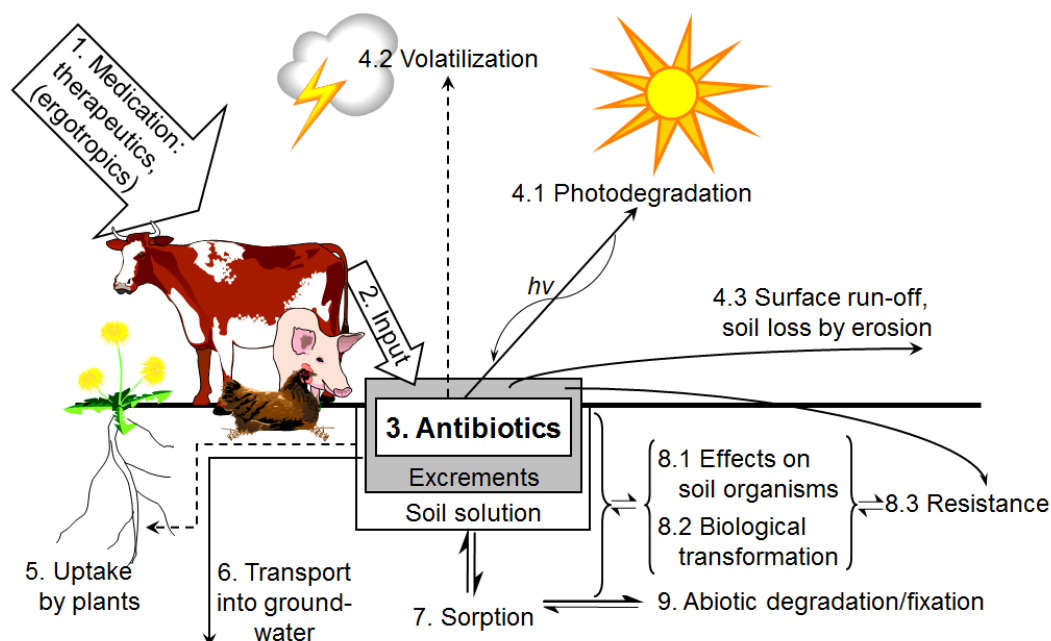 1. Medication:
therapeutics,
(ergotropics)
4.2 Volatilization
4.1 Photodegradation
hv
2. Input
4.3 Surface run-off,
soil loss by erosion
3. Antibiotics
Excrements
Soil solution
8.1 Effects on
soil organisms
8.2 Biological
transformation
8.3 Resistance
5. Uptake
by plants
6. Transport
into ground-
water
7. Sorption
9. Abiotic degradation/fixation